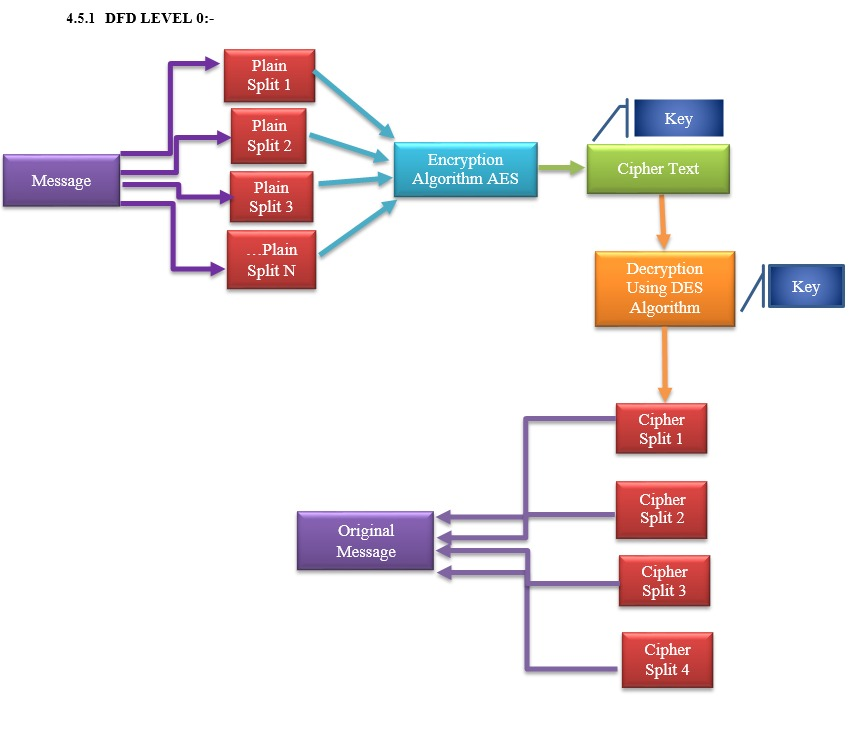 4.5.1 DFD LEVEL 0:-
Plain
Split 1
Plain
Split 2
Message
Plain
Split 3
...Plain
Split N
Encryption
Algorithm AES
Key
Cipher Text
Decryption
Using DES
Algorithm
Key
Cipher
Split 1
Cipher
Split 2
Original
Message
Cipher
Split 3
Cipher
Split 4